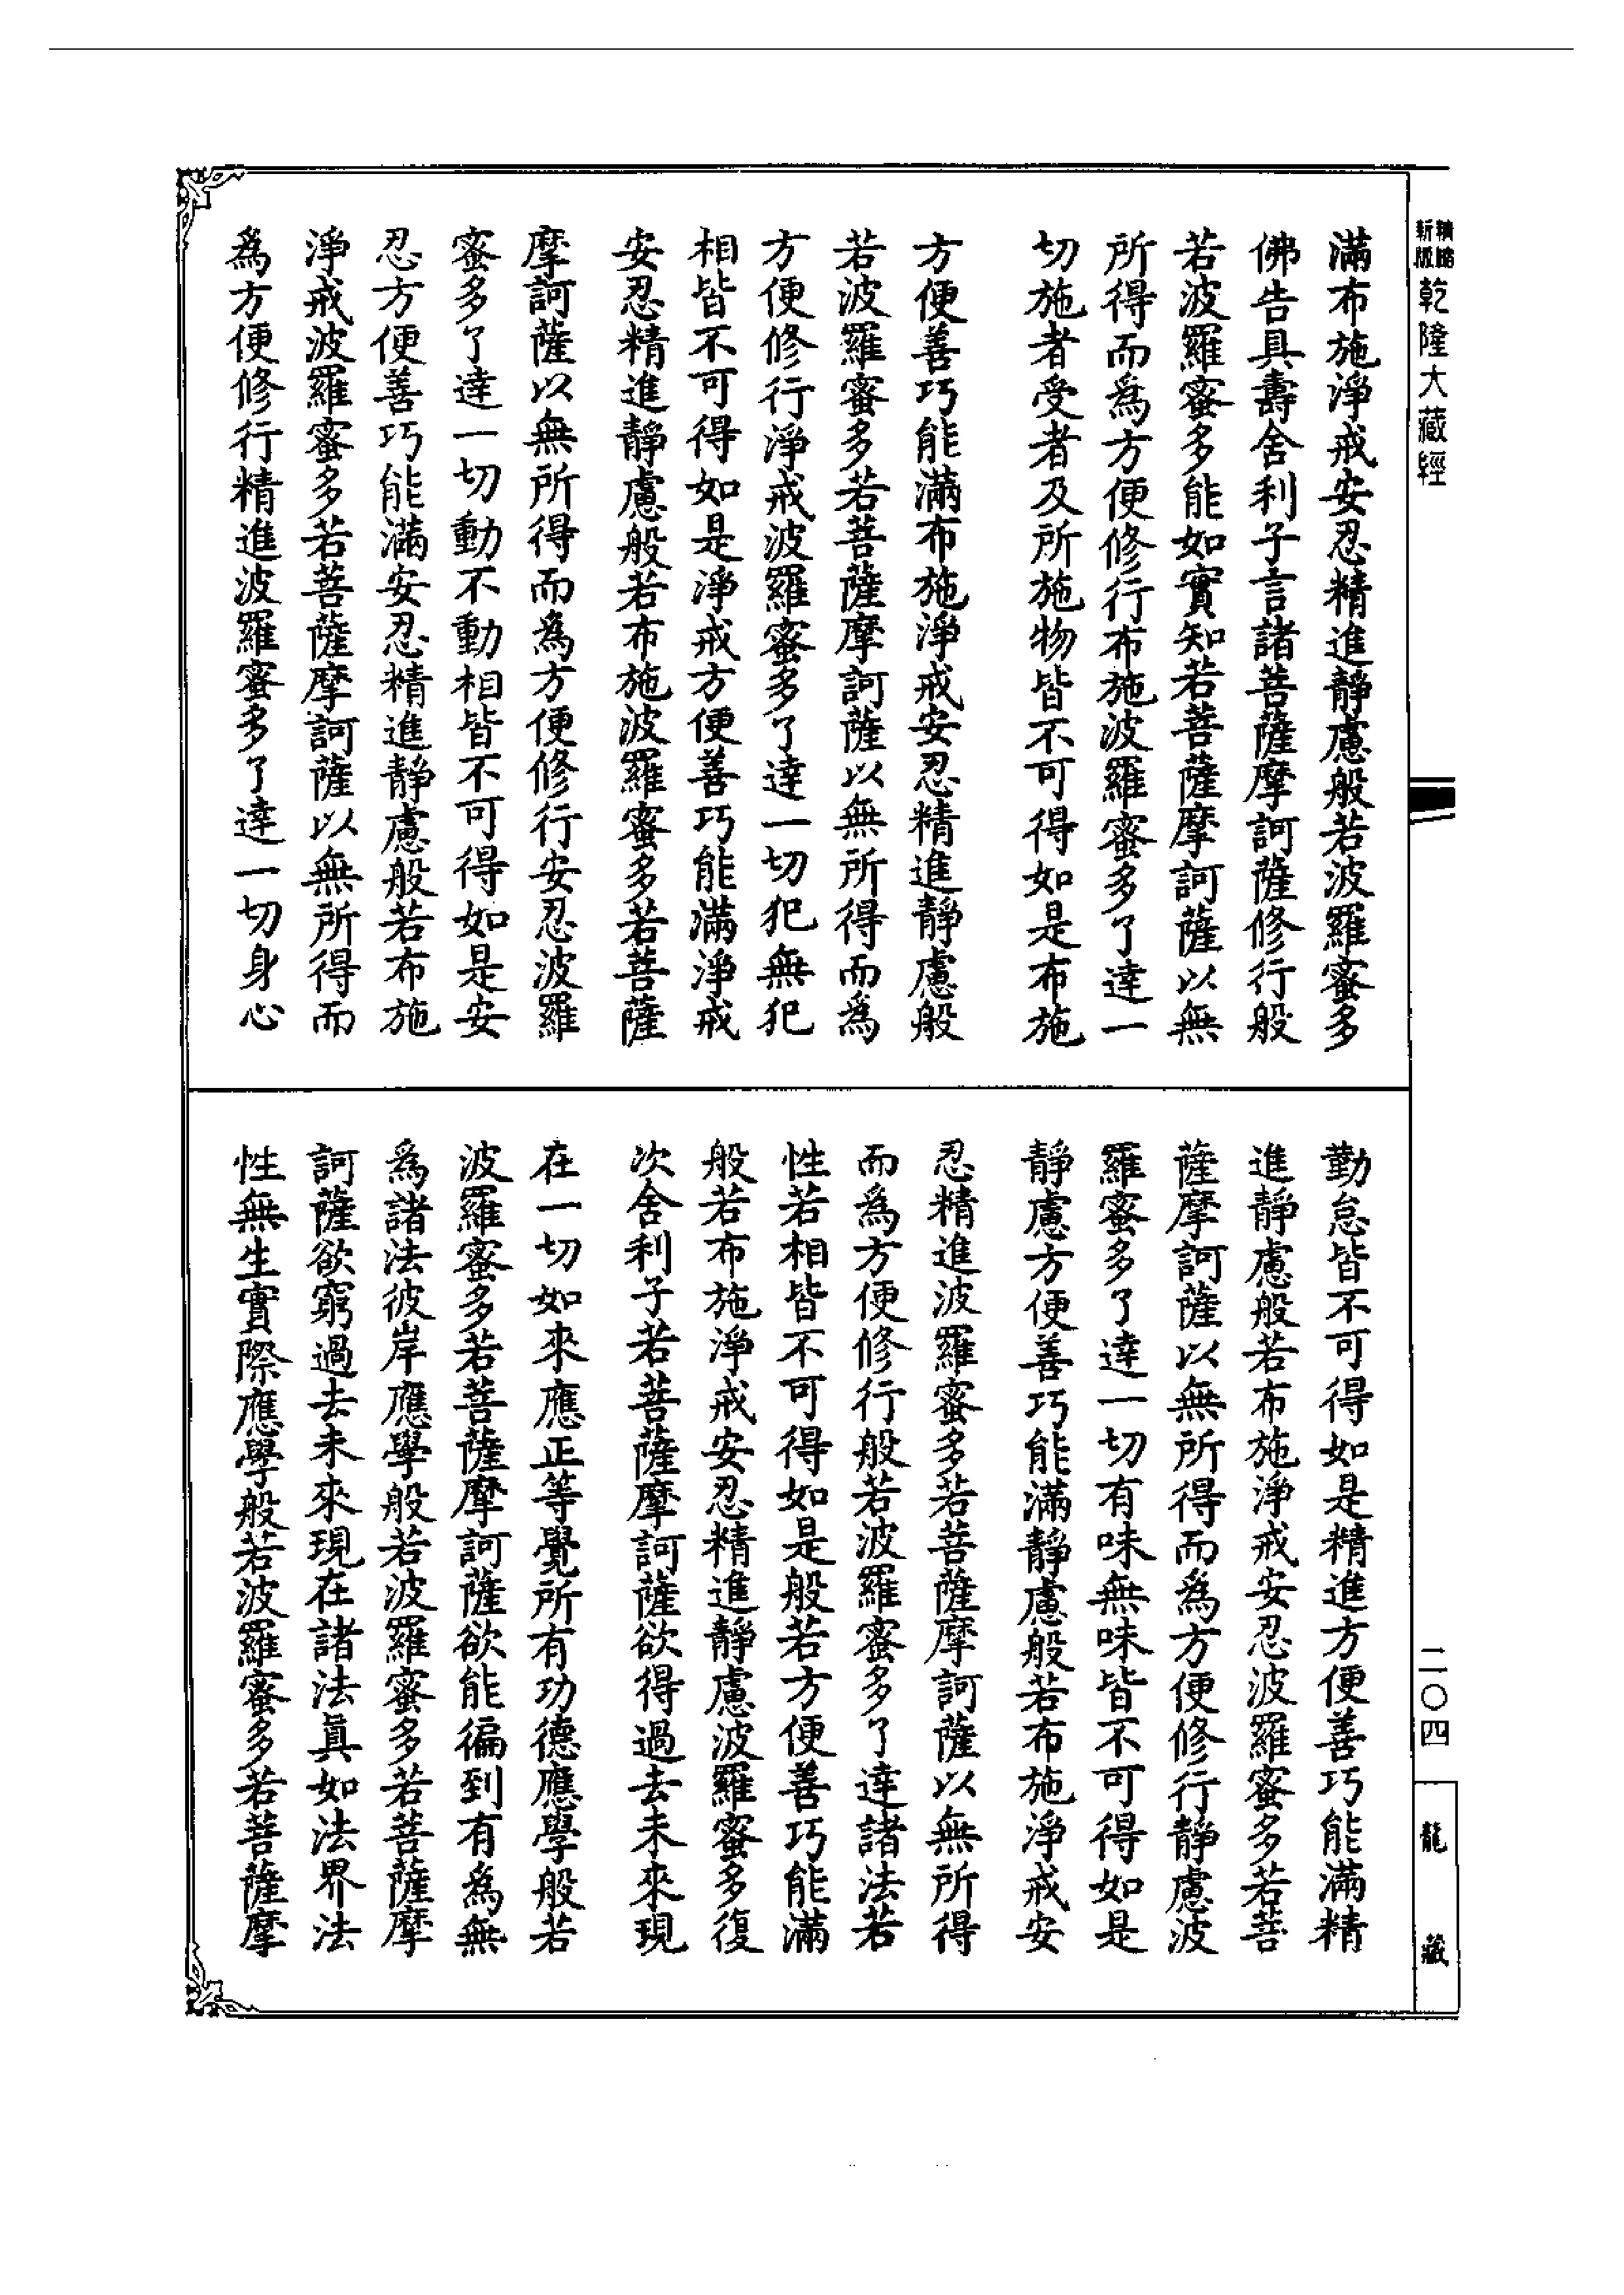 新版
精縮
乾隆大藏經
滿布施淨戒安忍精進靜慮般若波羅蜜多
佛告具壽舍利子言諸菩薩摩訶薩修行般
若波羅蜜多能如實知若菩薩摩訶薩以無
所得而爲方便修行布施波羅蜜多了達一
切施者受者及所施物皆不可得如是布施
方便善巧能滿布施淨戒安忍精進靜慮般
若波羅蜜多若菩薩摩訶薩以無所得而爲
方便修行淨戒波羅蜜多了達一切犯無犯
相皆不可得如是淨戒方便善巧能滿淨戒
安忍精進靜慮般若布施波羅蜜多若菩薩
摩訶薩以無所得而爲方便修行安忍波羅
蜜多了達一切動不動相皆不可得如是安
忍方便善巧能滿安忍精進靜慮般若布施
淨戒波羅蜜多若菩薩摩訶薩以無所得而
爲方便修行精進波羅蜜多了達一切身心
勤怠皆不可得如是精進方便善巧能滿精
進靜慮般若布施淨戒安忍波羅蜜多若菩
薩摩訶薩以無所得而爲方便修行靜慮波
羅蜜多了達一切有味無味皆不可得如是
靜慮方便善巧能滿靜慮般若布施淨戒安
忍精進波羅蜜多若菩薩摩訶薩以無所得
而爲方便修行般若波羅蜜多了達諸法若
性若相皆不可得如是般若方便善巧能滿
般若布施淨戒安忍精進靜慮波羅蜜多復
次舍利子若菩薩摩訶薩欲得過去未來現
在一切如來應正等覺所有功德應學般若
波羅蜜多若菩薩摩訶薩欲能徧到有爲無
爲諸法彼岸應學般若波羅蜜多若菩薩摩
訶薩欲窮過去未來現在諸法眞如法界法
性無生實際應學般若波羅蜜多若菩薩摩
二〇四
龍藏